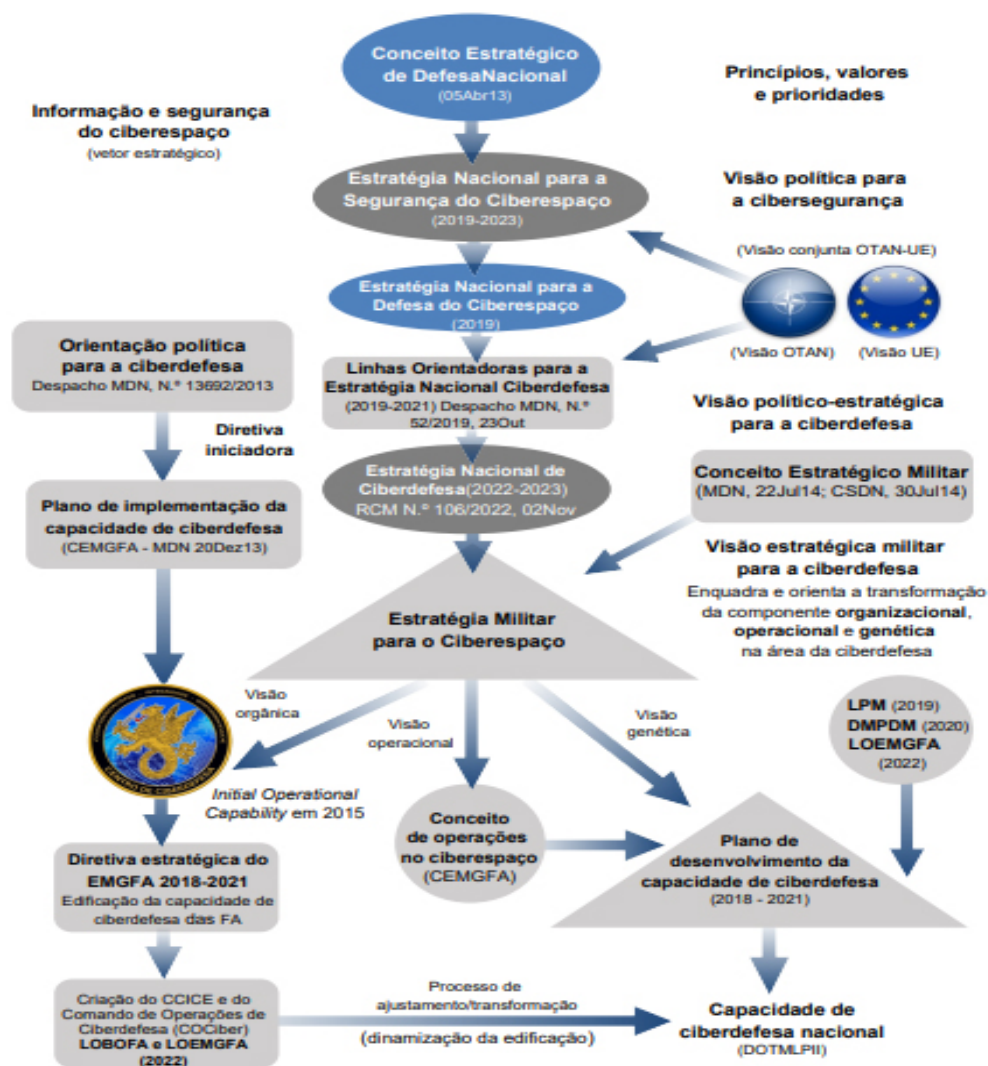 Conceito Estratégico
de DefesaNacional
(05Abr13)
Princípios, valores
e prioridades
Informação e segurança
do ciberespaço
(vetor estratégico)
Estratégia Nacional para a
Segurança do Ciberespaço
(2019-2023)
Visão política para
a cibersegurança
(Visão conjunta OTAN-UE)
Estratégia Nacional para a
Defesa do Ciberespaço
(2019)
(Visão OTAN)
(Visão UE)
Orientação política
para a ciberdefesa
Despacho MDN, N.º 13692/2013
Linhas Orientadoras para a
Estratégia Nacional Ciberdefesa
(2019-2021) Despacho MDN, N.º
52/2019, 23Out
Visão político-estratégica
para a ciberdefesa
Diretiva
iniciadora
Estratégia Nacional de
Ciberdefesa(2022-2023)
RCM N.º 106/2022, 02Nov
Conceito Estratégico Militar
(MDN, 22Jul14; CSDN, 30Jul14)
Plano de implementação da
capacidade de ciberdefesa
(CEMGFA - MDN 20Dez13)
Visão estratégica militar
para a ciberdefesa
Enquadra e orienta a transformação
da componente organizacional,
operacional e genética
na área da ciberdefesa
Estratégia Militar
para o Ciberespaço
Visão
orgânica
Visão
operacional
Visão
genética
LPM (2019)
DMPDM (2020)
LOEMGFA
(2022)
CENTRO DE CIBERDEFESA
Initial Operational
Capability em 2015
Conceito
de operações
no ciberespaço
(CEMGFA)
Plano de
desenvolvimento da
capacidade de ciberdefesa
(2018 - 2021)
Diretiva estratégica do
EMGFA 2018-2021
Edificação da capacidade de
ciberdefesa das FA
Criação do CCICE e do
Comando de Operações de
Ciberdefesa (COCiber)
LOBOFA e LOEMGFA
(2022)
Processo de
ajustamento/transformação
(dinamização da edificação)
Capacidade de
ciberdefesa nacional
(DOTMLPII)